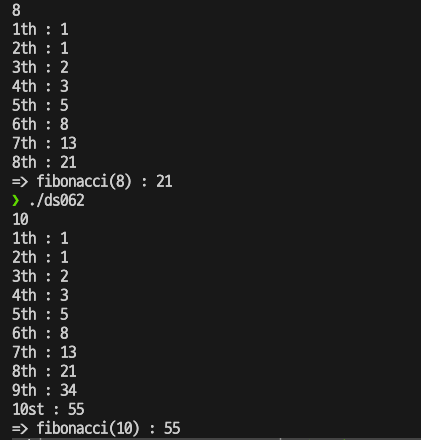 8
1th : 1
2th : 1
3th : 2
4th : 3
5th : 5
6th : 8
7th : 13
8th : 21
=> fibonacci(8) : 21
❯ ./ds062
10
1th : 1
2th : 1
3th : 2
4th : 3
5th : 5
6th : 8
7th : 13
8th : 21
9th : 34
10st : 55
=> fibonacci(10) : 55